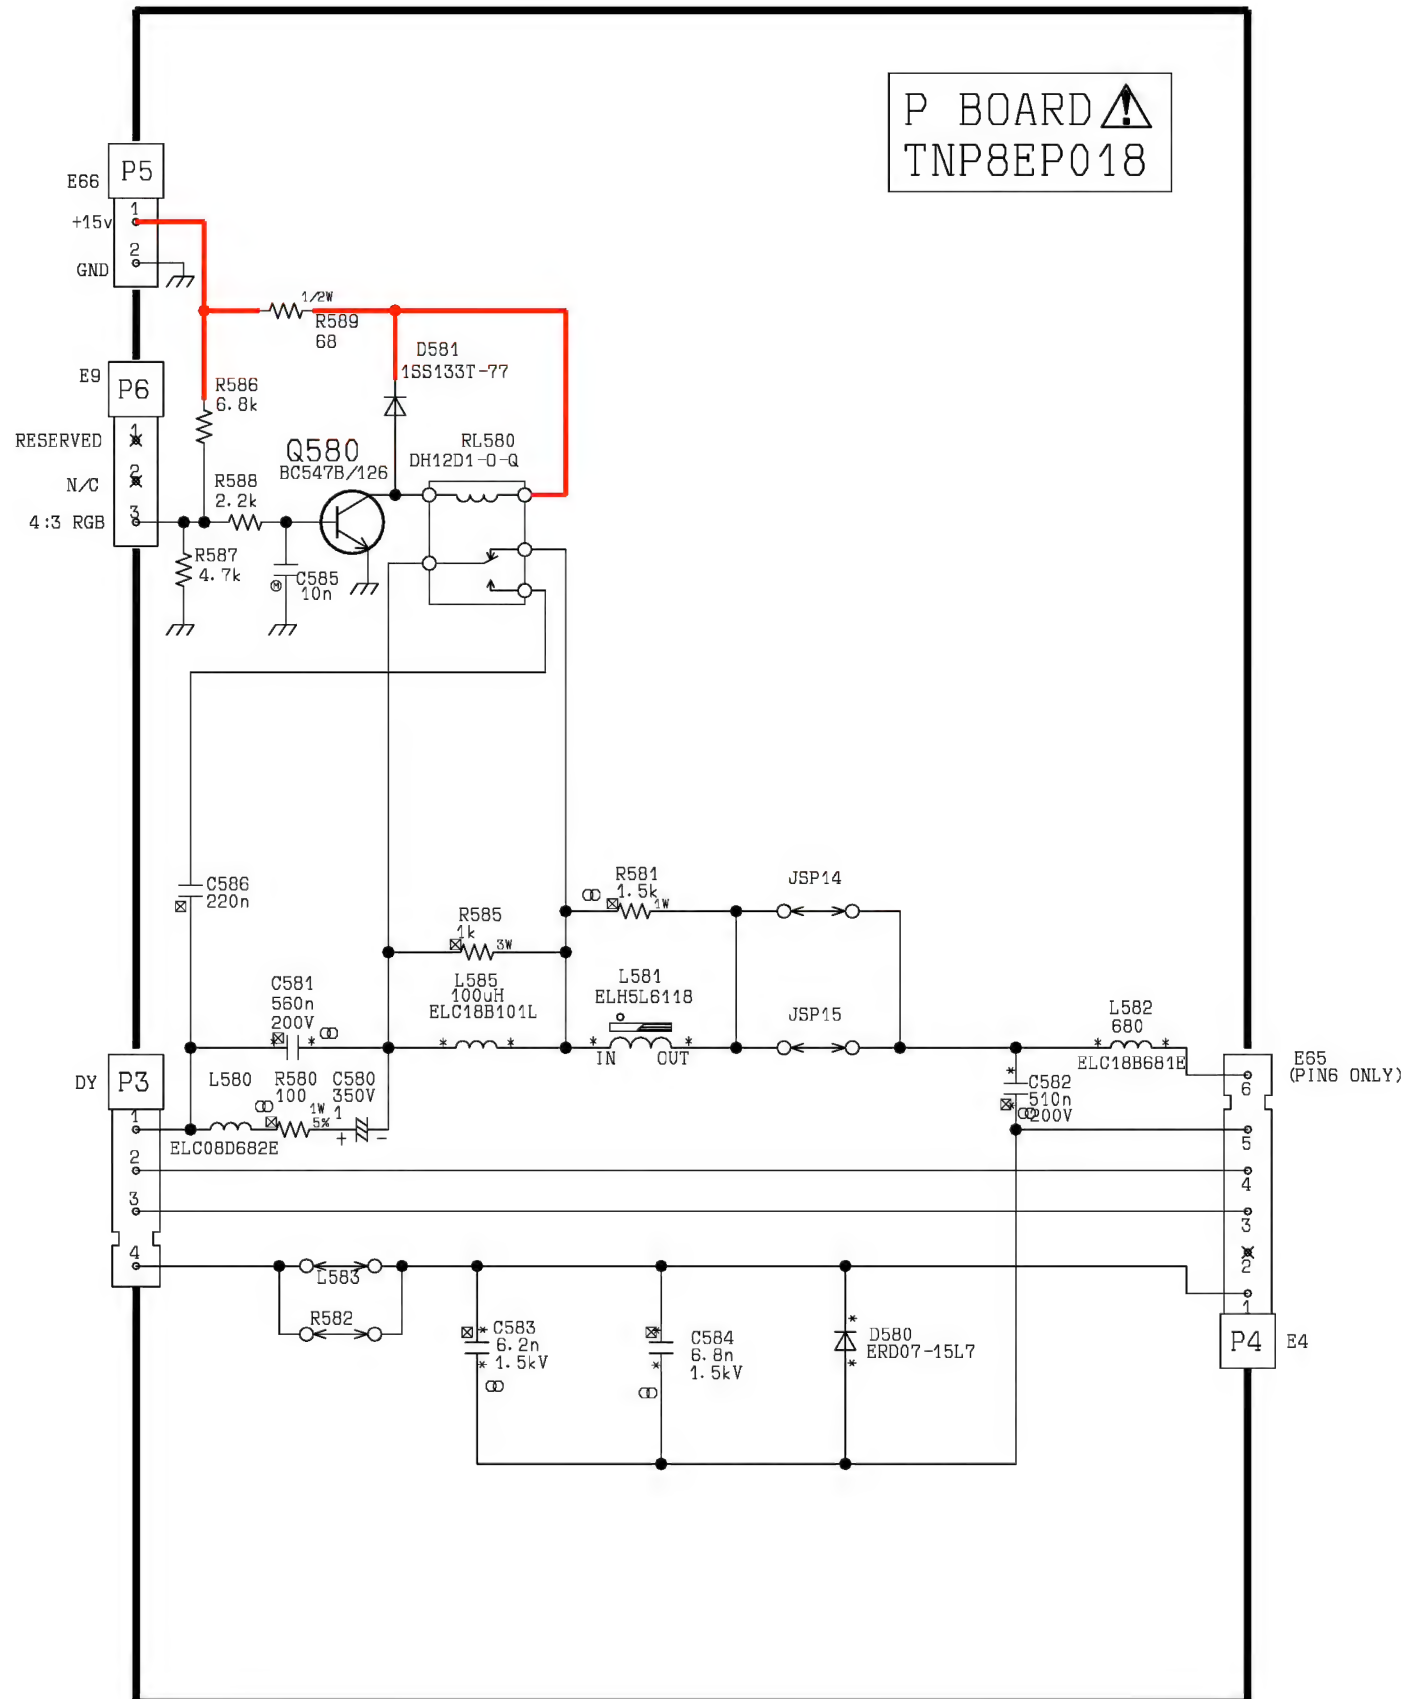 P BOARD
TNP8EP018
P5
E66
1
+15v
2
GND
1/2W
R589
68
D581
1SS133T-77
E9
P6
R586
6.8k
1
RESERVED
2
N/C
3
4:3 RGB
Q580
BC547B/126
RL580
DH12D1-0-Q
R588
2.2k
R587
4.7k
M
C585
10n
C586
220n
R581
1.5k
1W
JSP14
R585
1k
3W
C581
560n
200V
L585
100uH
ELC18B101L
L581
ELH5L6118
IN OUT
JSP15
L582
680
ELC18B681E
E65
(PIN6 ONLY)
6
DY
P3
L580
R580
100
1W
5%
C580
350V
1
+ -
ELC08D682E
C582
510n
200V
1
2
3
4
5
4
3
2
1
L583
R582
C583
6.2n
1.5kV
C584
6.8n
1.5kV
D580
ERD07-15L7
P4
E4